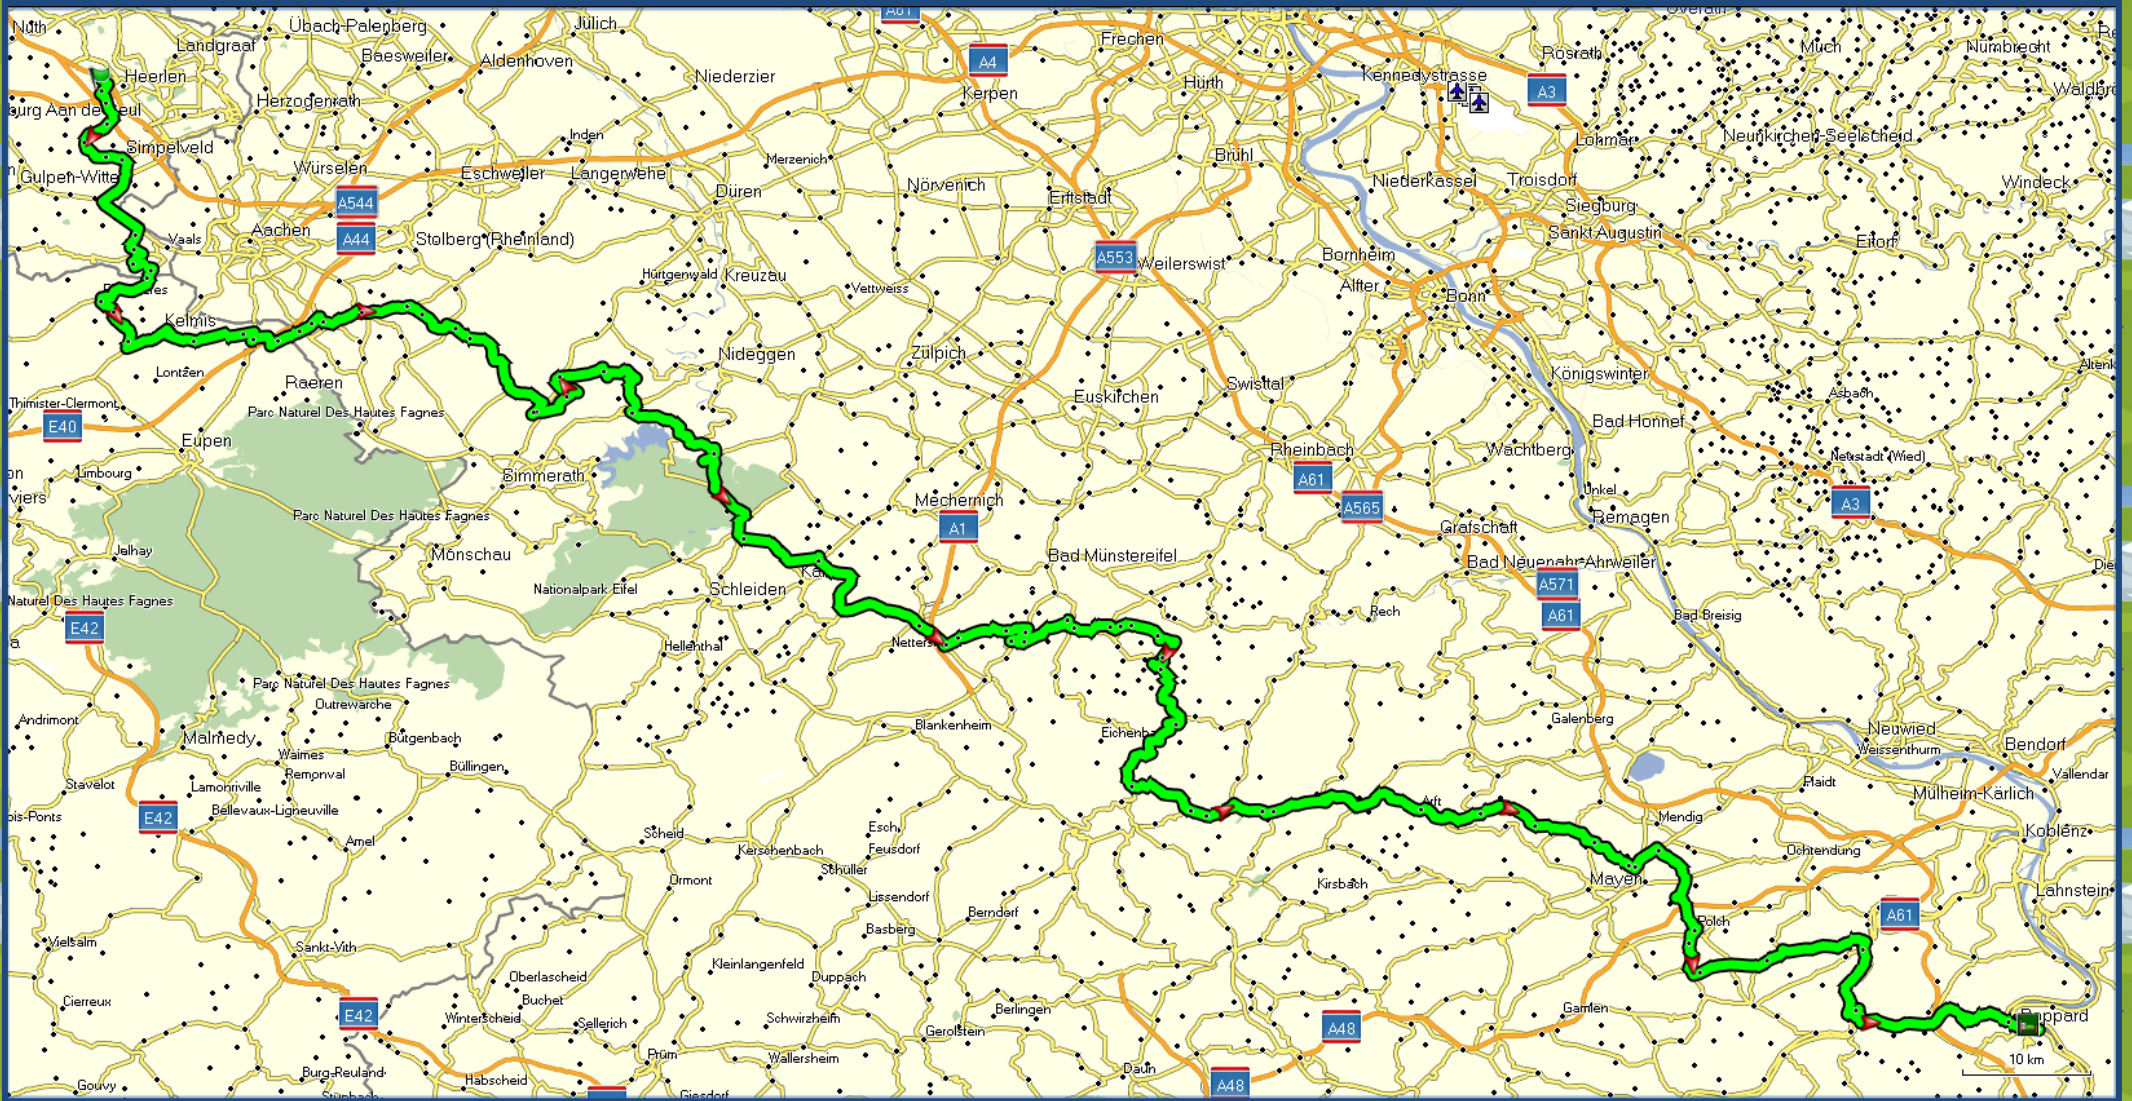 A61
Nuth
Übach-Palenberg
Jülich
Overath
Landgraaf
Baesweiler
Aldenhoven
Frechen
A4
Rösrath
Much
Nümbrecht
Heerlen
Niederzier
Kerpen
Hürth
Kennedystrasse
A3
Herzogenrath
Inden
Lohmar
Neunkirchen-Seelscheid
Simpelveld
Würselen
Eschweiler
Langerwehe
Merzenich
Brühl
Gulpen-Witte
Düren
Nörvenich
Erftstadt
Niederkassel
Troisdorf
Windeck
A544
Siegburg
Vaals
Aachen
A44
Stolberg (Rheinland)
Sankt Augustin
Eitorf
A553
Weilerswist
Bornheim
Hürtgenwald
Kreuzau
Vettweiss
Alfter
Bonn
Kelmis
Lontzen
Raeren
Nideggen
Zülpich
Swisttal
Königswinter
Thimister-Clermont
Parc Naturel Des Hautes Fagnes
Euskirchen
Asbach
E40
Eupen
Bad Honnef
Limbourg
Simmerath
Rheinbach
Wachtberg
Neustadt (Wied)
A61
Unkel
A3
Parc Naturel Des Hautes Fagnes
Mechernich
A1
A565
Grafschaft
Remagen
Jalhay
Monschau
Bad Münstereifel
Bad Neuenahr-Ahrweiler
Nationalpark Eifel
Schleiden
A571
Naturel Des Hautes Fagnes
E42
Rech
A61
Bad Breisig
Hellenthal
Netters
Parc Naturel Des Hautes Fagnes
Outrewarche
Andrimont
Malmedy
Bütgenbach
Blankenheim
Galenberg
Neuwied
Waimes
Remonval
Büllingen
Weissenthurm
Bendorf
Stavelot
Lamonriville
Plaidt
Vallendar
E42
Bellevaux-Ligneuville
Arft
Mülheim-Kärlich
Mendig
Koblenz
Amel
Scheid
Kerschenbach
Esch
Feusdorf
Ochtendung
Schüller
Ormont
Kirsbach
Mayen
Lahnstein
Lissendorf
Berndorf
Polch
A61
Basberg
Vielsalm
Sankt-Vith
Kleinlangenfeld
Duppach
Oberlascheid
Buchet
Cierreux
E42
Winterscheid
Sellerich
Schwirzheim
Berlingen
Gamlen
A48
Gerolstein
Prüm
Wallersheim
Daun
10 km
Burg-Reuland
Habscheid
A48
Gouvy
Giesdorf